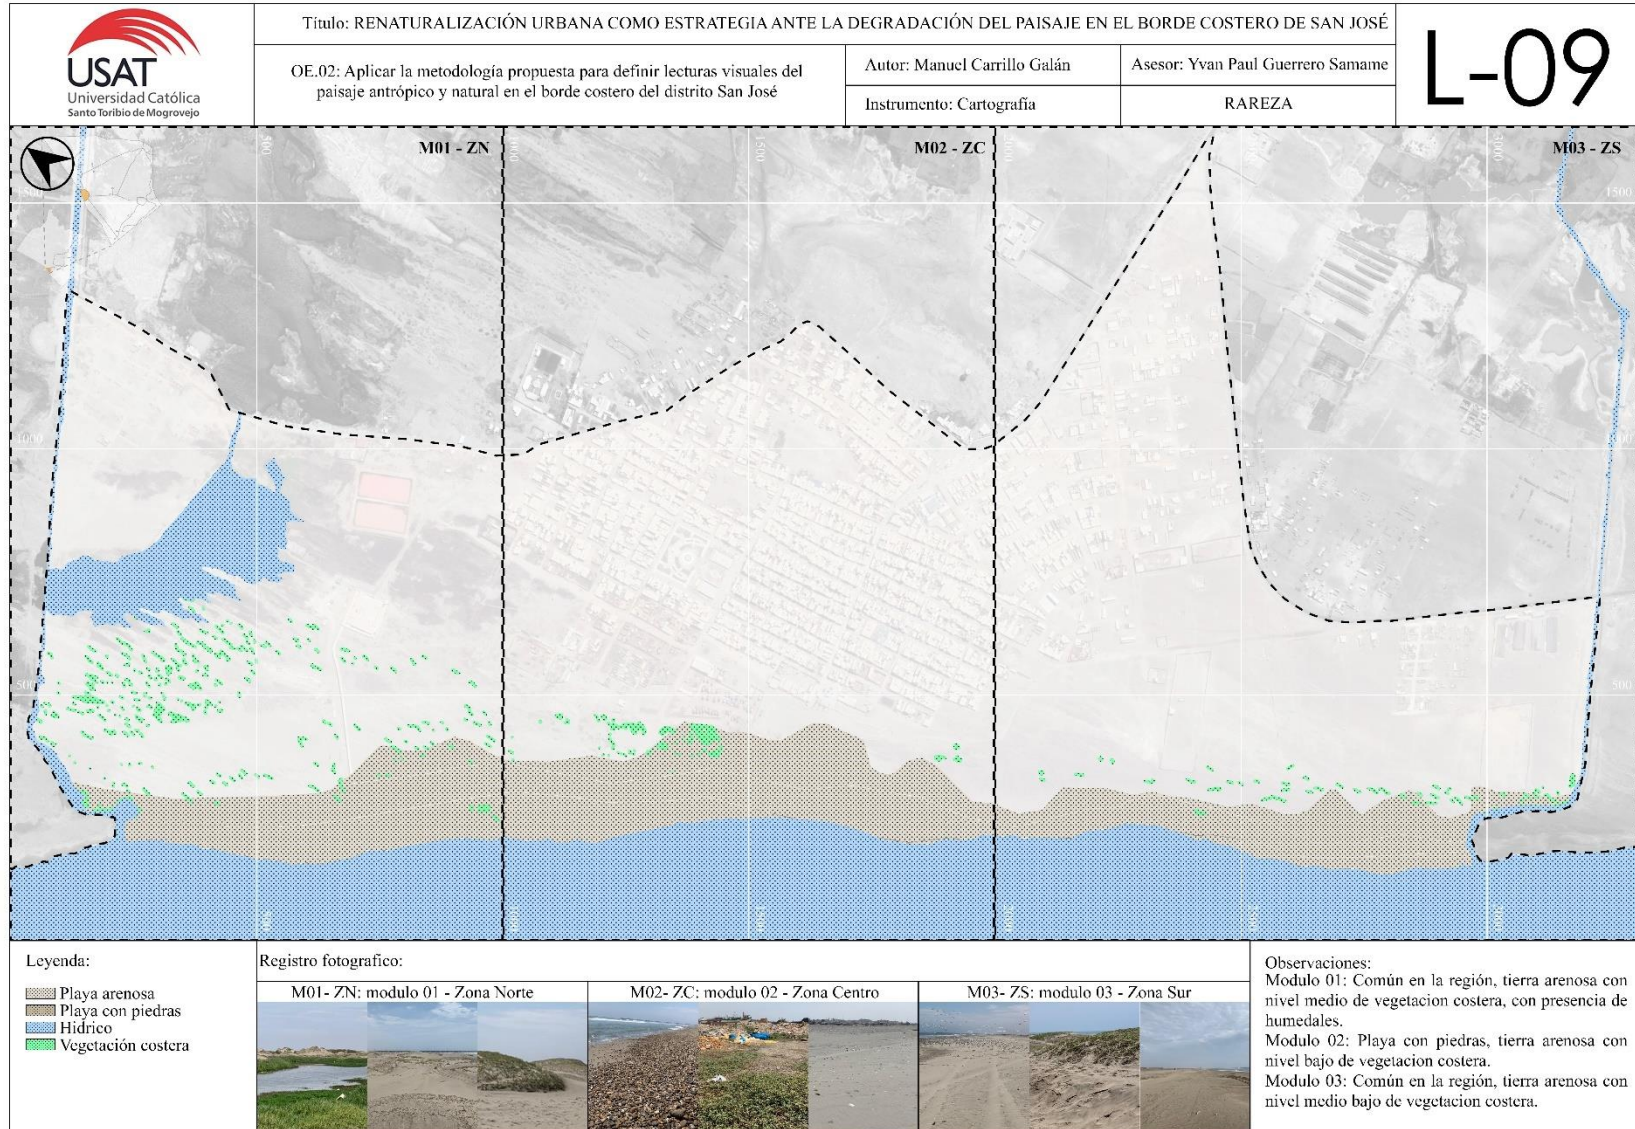 USAT
Universidad Católica
Santo Toribio de Mogrovejo
Título: RENATURALIZACIÓN URBANA COMO ESTRATEGIA ANTE LA DEGRADACIÓN DEL PAISAJE EN EL BORDE COSTERO DE SAN JOSÉ
OE.02: Aplicar la metodología propuesta para definir lecturas visuales del
paisaje antrópico y natural en el borde costero del distrito San José
Autor: Manuel Carrillo Galán
Asesor: Yvan Paul Guerrero Samame
Instrumento: Cartografía
RAREZA
L-09
M01 - ZN
M02 - ZC
M03 - ZS
1500
1000
500
500
Leyenda:
Playa arenosa
Playa con piedras
Hídrico
Vegetación costera
Registro fotografico:
M01- ZN: modulo 01 - Zona Norte
M02- ZC: modulo 02 - Zona Centro
M03- ZS: modulo 03 - Zona Sur
Observaciones:
Modulo 01: Común en la región, tierra arenosa con
nivel medio de vegetacion costera, con presencia de
humedales.
Modulo 02: Playa con piedras, tierra arenosa con
nivel bajo de vegetacion costera.
Modulo 03: Común en la región, tierra arenosa con
nivel medio bajo de vegetacion costera.